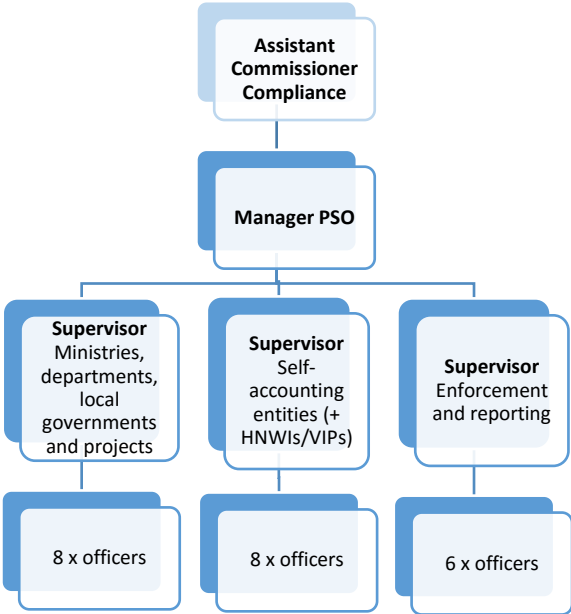 Assistant
Commissioner
Compliance
Manager PSO
Supervisor
Ministries,
departments,
local
governments
and projects
Supervisor
Self-
accounting
entities (+
HNWIs/VIPs)
Supervisor
Enforcement
and reporting
8 x officers
8 x officers
6 x officers